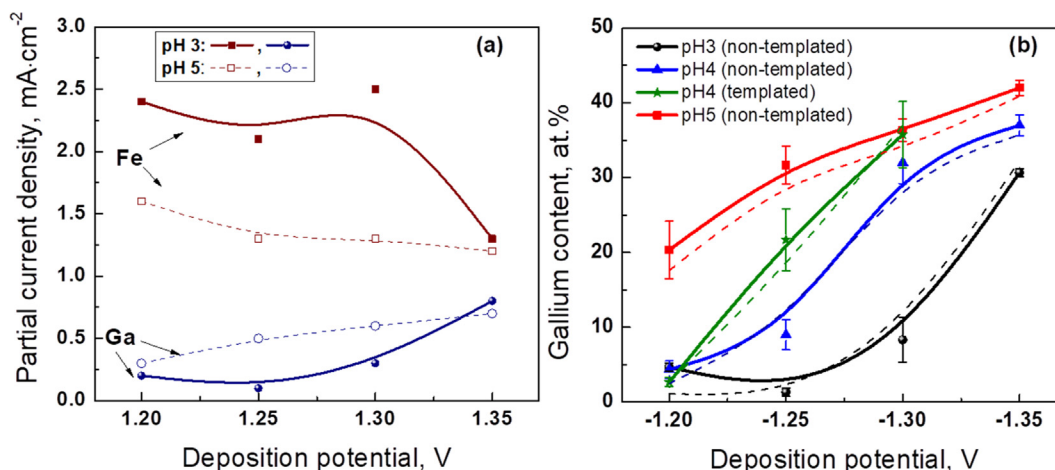 Partial current density, mA·cm⁻²
3.0
2.5
2.0
1.5
1.0
0.5
0.0
(a)
pH 3: ,
pH 5: ,
Fe
Ga
1.20 1.25 1.30 1.35
Deposition potential, V
Gallium content, at.%
50
40
30
20
10
0
(b)
pH3 (non-templated)
pH4 (non-templated)
pH4 (templated)
pH5 (non-templated)
-1.20 -1.25 -1.30 -1.35
Deposition potential, V